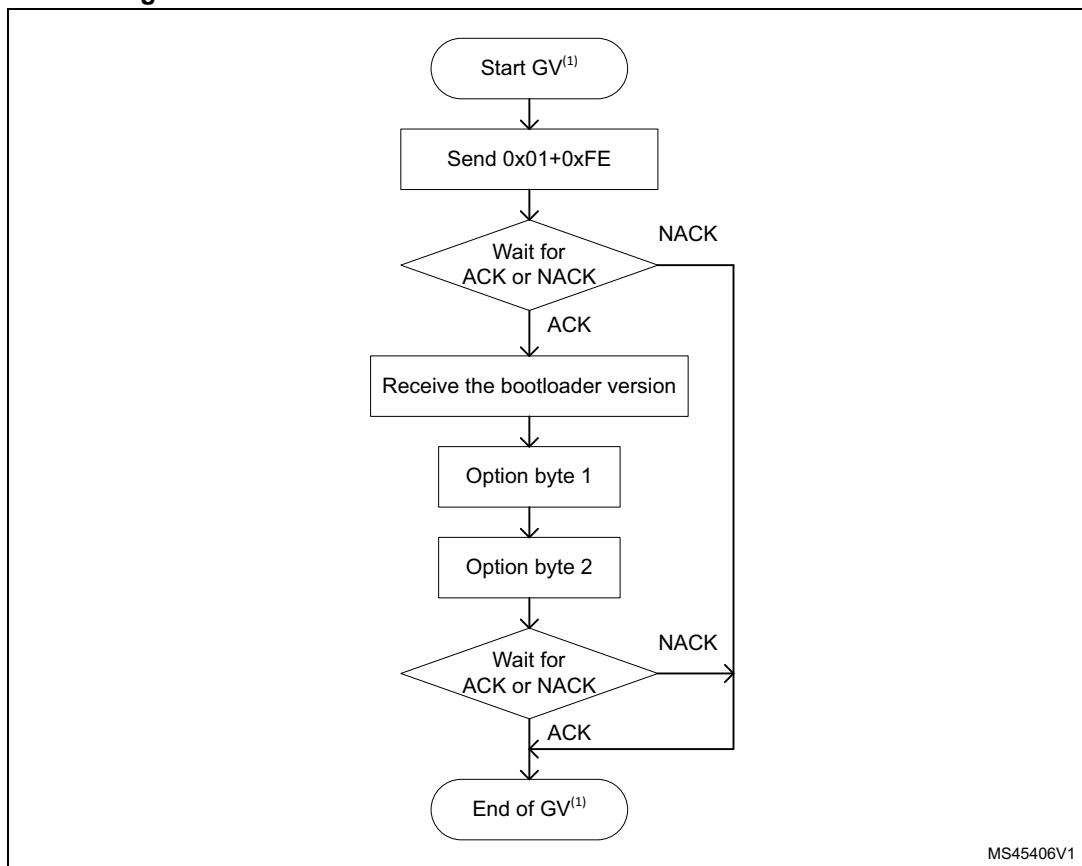 Start GV(1)
Send 0x01+0xFE
NACK
Wait for
ACK or NACK
ACK
Receive the bootloader version
Option byte 1
Option byte 2
NACK
Wait for
ACK or NACK
ACK
End of GV(1)
MS45406V1